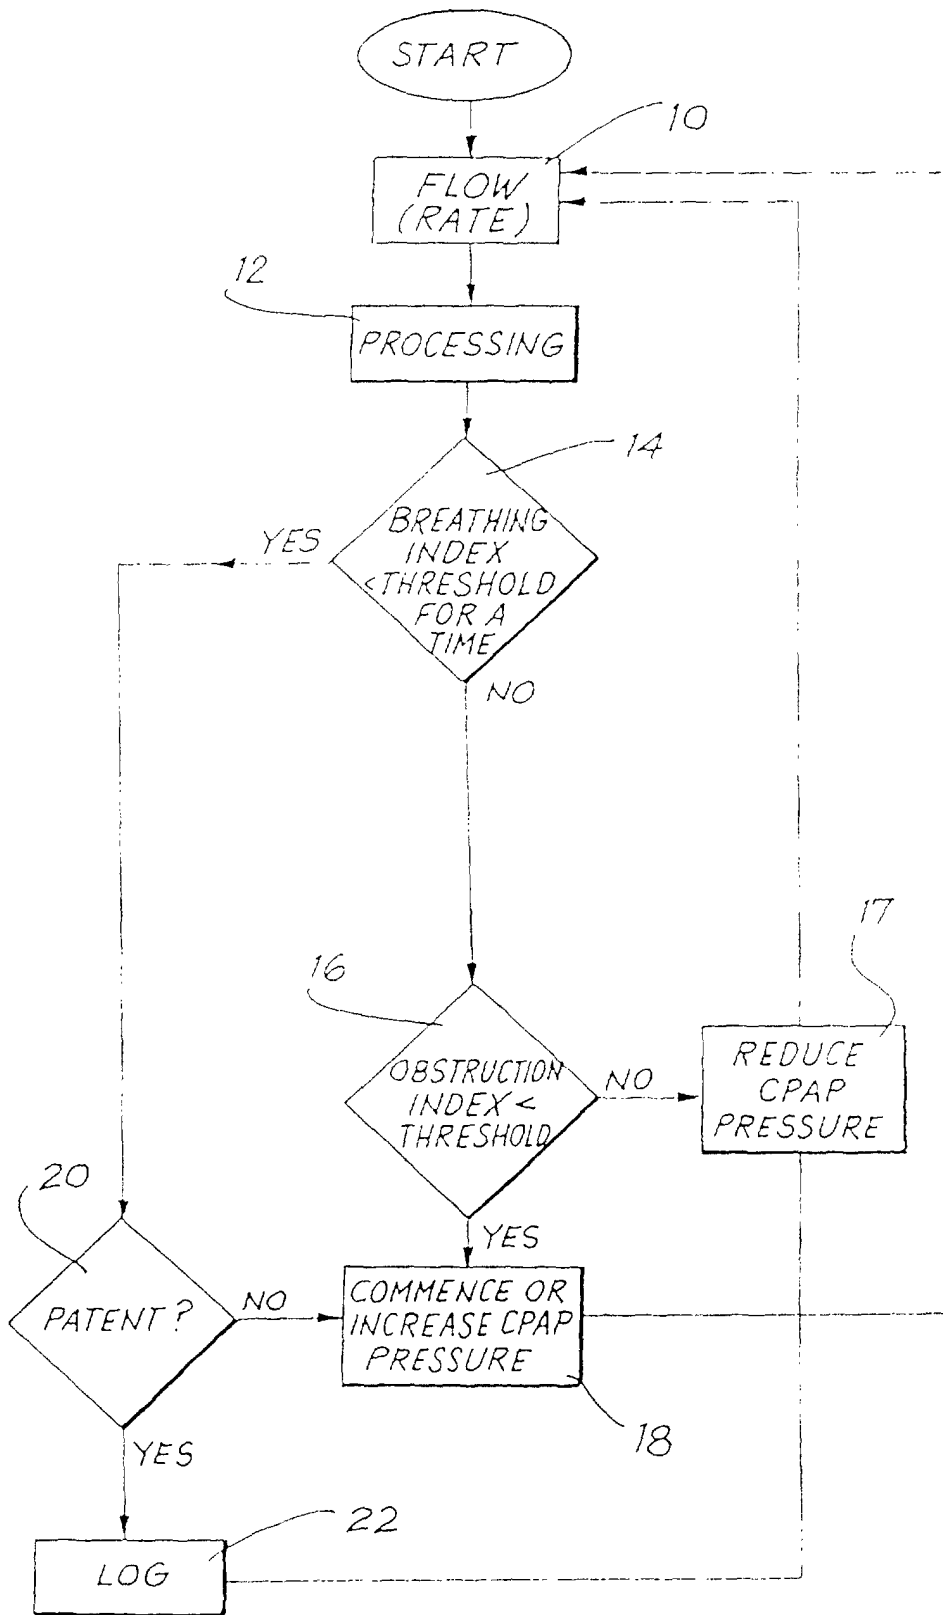 START
10
FLOW
(RATE)
12
PROCESSING
14
BREATHING
INDEX
<THRESHOLD
FOR A
TIME
YES
NO
16
OBSTRUCTION
INDEX <
THRESHOLD
NO
17
REDUCE
CPAP
PRESSURE
YES
20
PATENT?
NO
COMMENCE OR
INCREASE CPAP
PRESSURE
18
YES
22
LOG